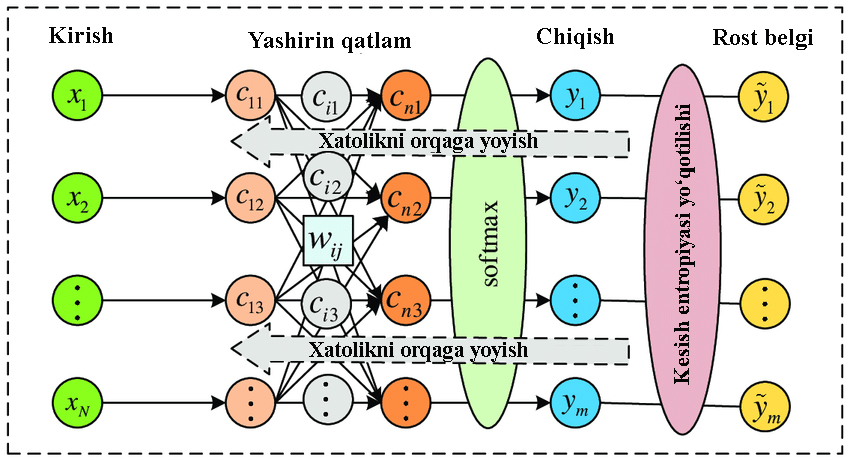 Kirish Yashirin qatlam Chiqish Rost belgi
x₁ c₁₁ cᵢ₁ cₙ₁ y₁ ỹ₁
Xatolikni orqaga yoyish
x₂ c₁₂ cᵢ₂ cₙ₂ y₂ ỹ₂
wᵢⱼ
softmax
Kesish entropiyasi yo‘qotilishi
⋮ c₁₃ cᵢ₃ cₙ₃ ⋮ ⋮
Xatolikni orqaga yoyish
x_N ⋮ ⋮ ⋮ yₘ ỹₘ